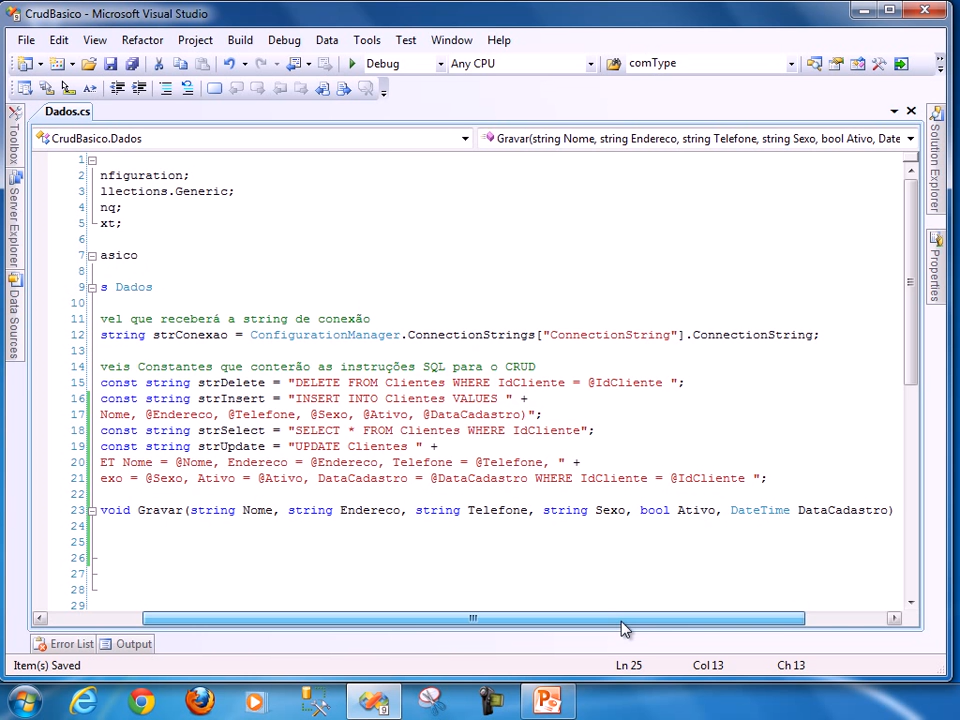 CrudBasico - Microsoft Visual Studio
File Edit View Refactor Project Build Debug Data Tools Test Window Help
Debug Any CPU comType
Dados.cs
CrudBasico.Dados Gravar(string Nome, string Endereco, string Telefone, string Sexo, bool Ativo, Date
Toolbox
Server Explorer
Data Sources
Solution Explorer
Properties
1
2 nfiguration;
3 llections.Generic;
4 nq;
5 xt;
6
7 asico
8
9 s Dados
10
11 vel que receberá a string de conexão
12 string strConexao = ConfigurationManager.ConnectionStrings["ConnectionString"].ConnectionString;
13
14 veis Constantes que conterão as instruções SQL para o CRUD
15 const string strDelete = "DELETE FROM Clientes WHERE IdCliente = @IdCliente ";
16 const string strInsert = "INSERT INTO Clientes VALUES " +
17 Nome, @Endereco, @Telefone, @Sexo, @Ativo, @DataCadastro)";
18 const string strSelect = "SELECT * FROM Clientes WHERE IdCliente";
19 const string strUpdate = "UPDATE Clientes " +
20 ET Nome = @Nome, Endereco = @Endereco, Telefone = @Telefone, " +
21 exo = @Sexo, Ativo = @Ativo, DataCadastro = @DataCadastro WHERE IdCliente = @IdCliente ";
22
23 void Gravar(string Nome, string Endereco, string Telefone, string Sexo, bool Ativo, DateTime DataCadastro)
24
25
26
27
28
29
Error List Output
Item(s) Saved Ln 25 Col 13 Ch 13